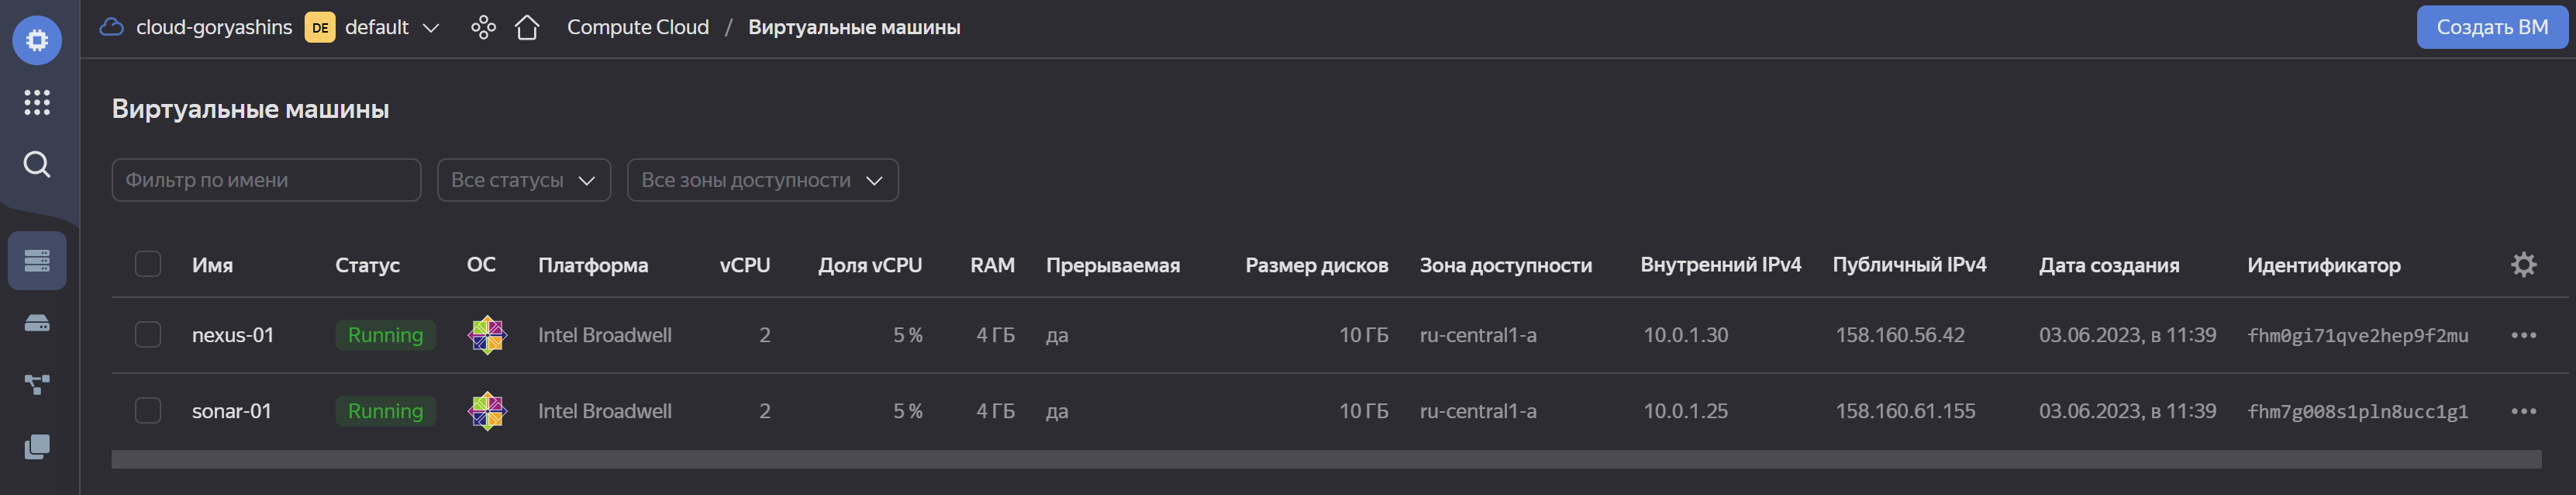 cloud-goryashins DE default Compute Cloud / Виртуальные машины Создать ВМ
Виртуальные машины
Фильтр по имени Все статусы Все зоны доступности
Имя Статус ОС Платформа vCPU Доля vCPU RAM Прерываемая Размер дисков Зона доступности Внутренний IPv4 Публичный IPv4 Дата создания Идентификатор
nexus-01 Running Intel Broadwell 2 5 % 4 ГБ да 10 ГБ ru-central1-a 10.0.1.30 158.160.56.42 03.06.2023, в 11:39 fhm0gi71qve2hep9f2mu
sonar-01 Running Intel Broadwell 2 5 % 4 ГБ да 10 ГБ ru-central1-a 10.0.1.25 158.160.61.155 03.06.2023, в 11:39 fhm7g008s1pln8ucc1g1